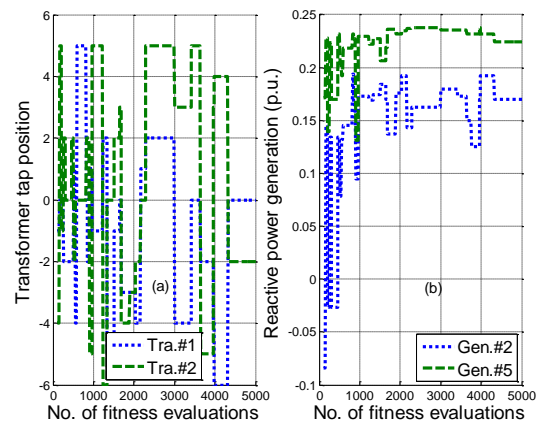 Transformer tap position
6
4
2
0
-2
-4
-6
0 1000 2000 3000 4000 5000
No. of fitness evaluations
(a)
Tra.#1
Tra.#2
Reactive power generation (p.u.)
0.25
0.2
0.15
0.1
0.05
0
-0.05
-0.1
0 1000 2000 3000 4000 5000
No. of fitness evaluations
(b)
Gen.#2
Gen.#5